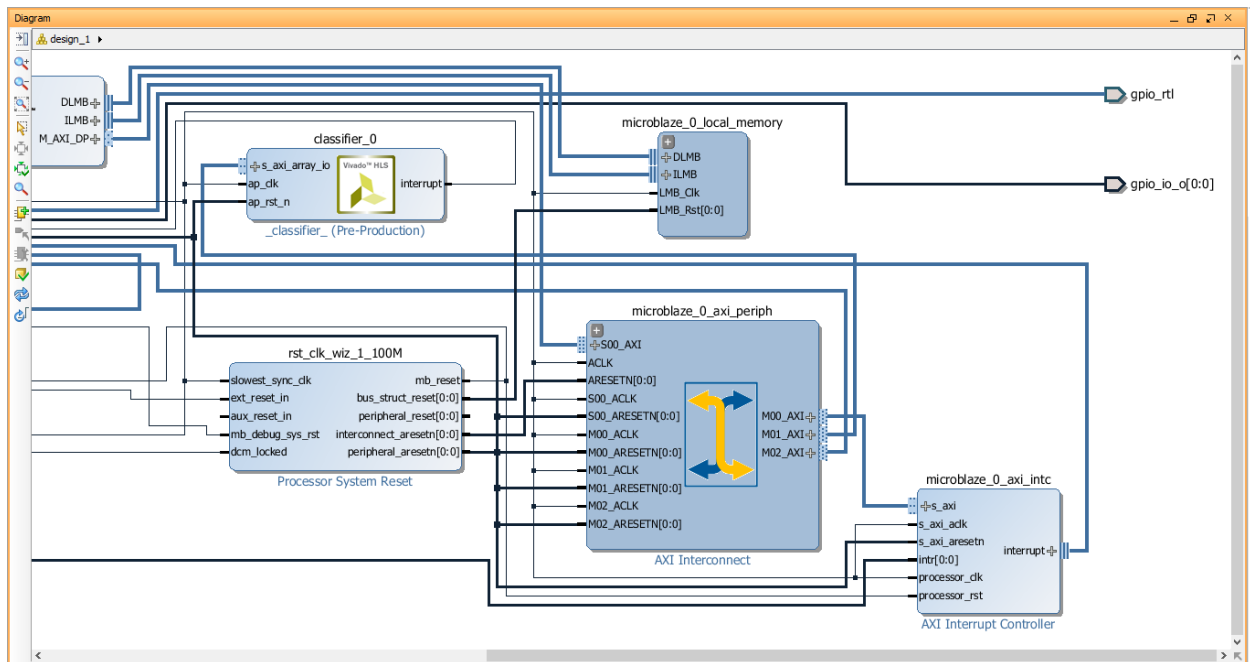 Diagram
design_1
DLMB
ILMB
M_AXI_DP
gpio_rtl
gpio_io_o[0:0]
classifier_0
s_axi_array_io
ap_clk
ap_rst_n
Vivado™ HLS
interrupt
_classifier_ (Pre-Production)
microblaze_0_local_memory
DLMB
ILMB
LMB_Clk
LMB_Rst[0:0]
rst_clk_wiz_1_100M
slowest_sync_clk
ext_reset_in
aux_reset_in
mb_debug_sys_rst
dcm_locked
mb_reset
bus_struct_reset[0:0]
peripheral_reset[0:0]
interconnect_aresetn[0:0]
peripheral_aresetn[0:0]
Processor System Reset
microblaze_0_axi_periph
S00_AXI
ACLK
ARESETN[0:0]
S00_ACLK
S00_ARESETN[0:0]
M00_ACLK
M00_ARESETN[0:0]
M01_ACLK
M01_ARESETN[0:0]
M02_ACLK
M02_ARESETN[0:0]
M00_AXI
M01_AXI
M02_AXI
AXI Interconnect
microblaze_0_axi_intc
s_axi
s_axi_aclk
s_axi_aresetn
intr[0:0]
processor_clk
processor_rst
interrupt
AXI Interrupt Controller